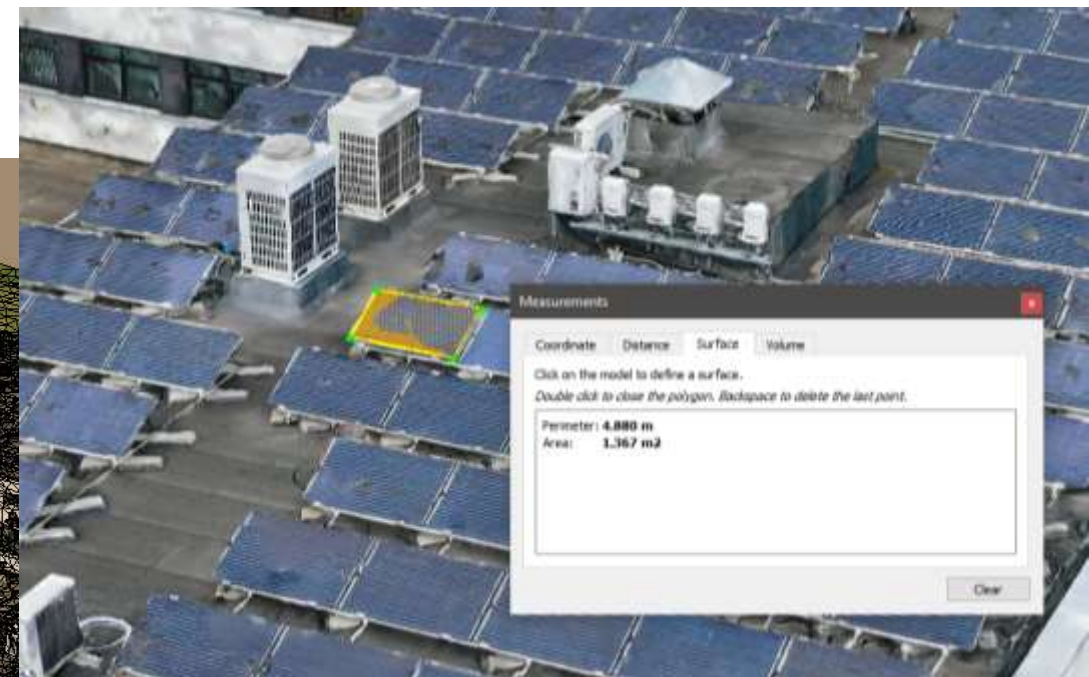 Measurements
Coordinate Distance Surface Volume
Click on the model to define a surface.
Double click to close the polygon. Backspace to delete the last point.
Perimeter: 4.880 m
Area: 1.367 m2
Clear